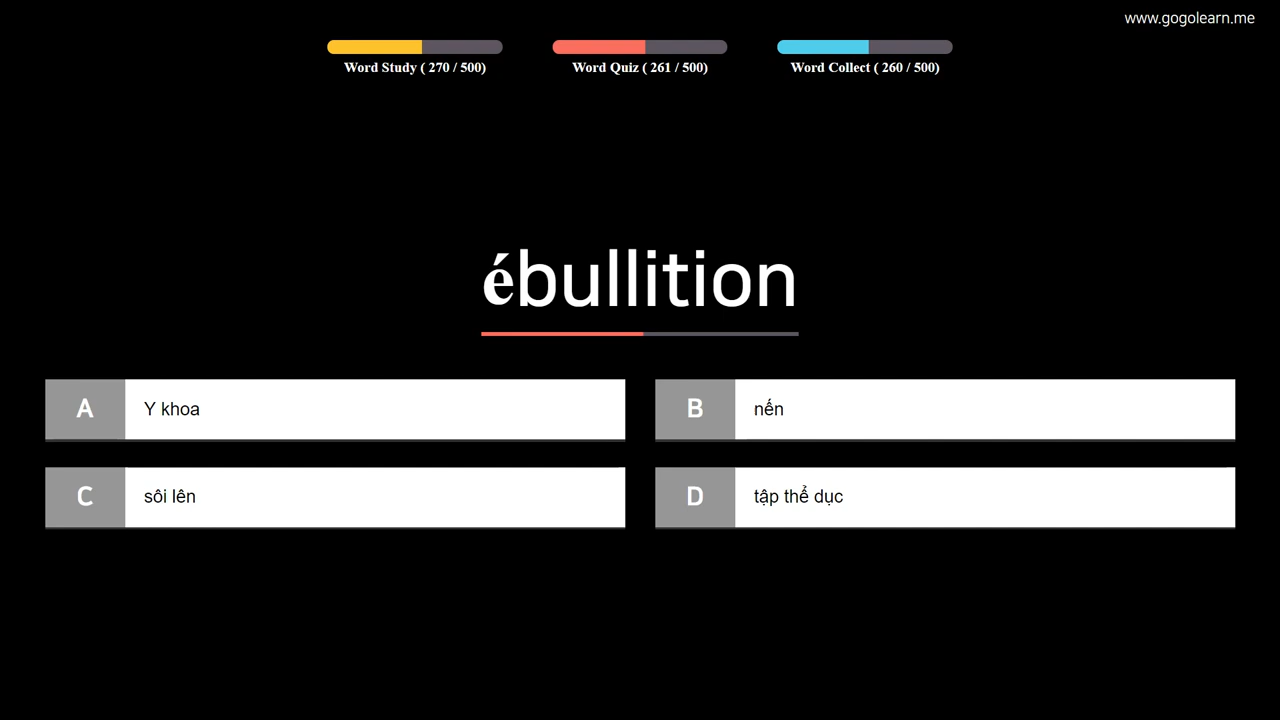 www.gogolearn.me
Word Study ( 270 / 500)
Word Quiz ( 261 / 500)
Word Collect ( 260 / 500)
ébullition
A
Y khoa
B
nến
C
sôi lên
D
tập thể dục